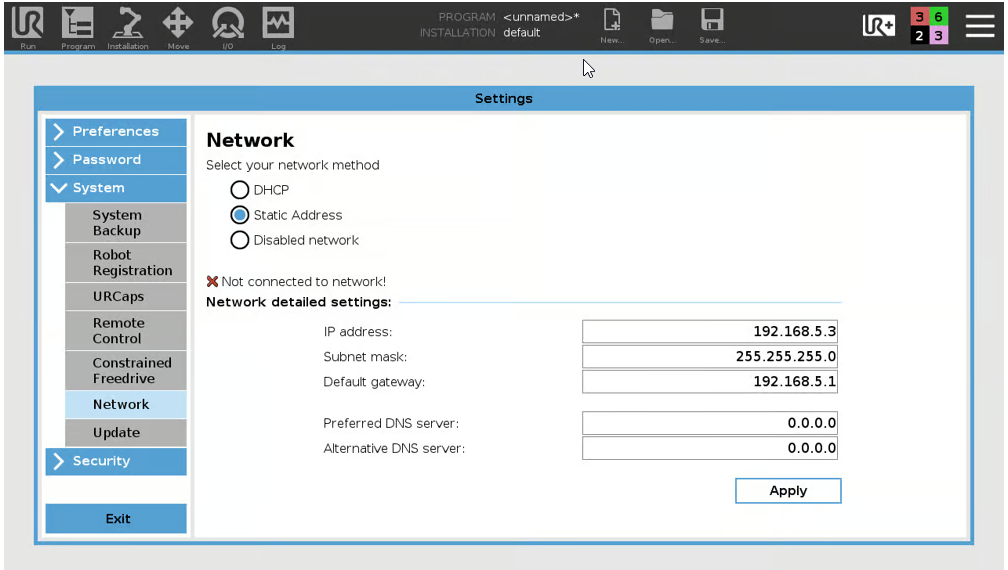 UR
PROGRAM <unnamed>*
INSTALLATION default
UR+
3 6
2 3
Run Program Installation Move I/O Log New... Open... Save...
Settings
Preferences
Password
System
System
Backup
Robot
Registration
URCaps
Remote
Control
Constrained
Freedrive
Network
Update
Security
Exit
Network
Select your network method
DHCP
Static Address
Disabled network
Not connected to network!
Network detailed settings:
IP address: 192.168.5.3
Subnet mask: 255.255.255.0
Default gateway: 192.168.5.1
Preferred DNS server: 0.0.0.0
Alternative DNS server: 0.0.0.0
Apply